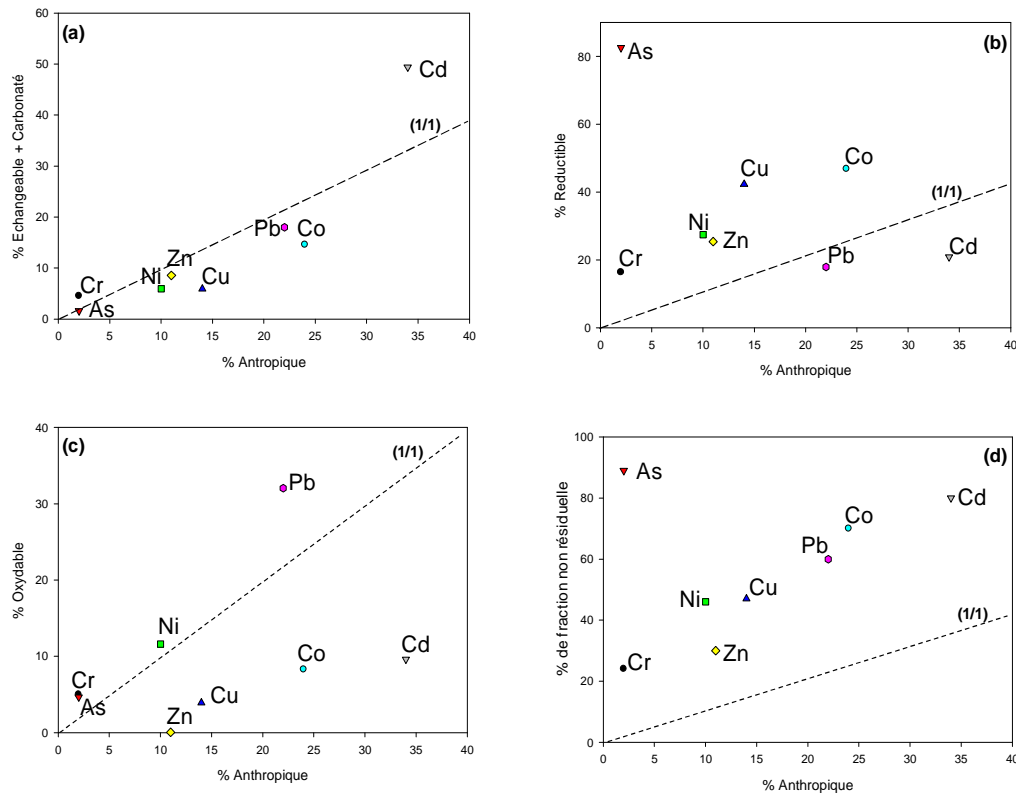 (a)
% Echangeable + Carbonaté
60
50
40
30
20
10
0
Cd
(1/1)
Pb
Co
Zn
Ni
Cu
Cr
As
0 5 10 15 20 25 30 35 40
% Antropique
(b)
% Reductible
80
60
40
20
0
As
Co
Cu
(1/1)
Ni
Zn
Cd
Pb
Cr
0 5 10 15 20 25 30 35 40
% Anthropique
(c)
% Oxydable
40
30
20
10
0
(1/1)
Pb
Ni
Co
Cd
Cr
As
Cu
Zn
0 5 10 15 20 25 30 35 40
% Anthropique
(d)
% de fraction non résiduelle
100
80
60
40
20
0
As
Cd
Co
Pb
Cu
Ni
(1/1)
Zn
Cr
0 5 10 15 20 25 30 35 40
% Anthropique